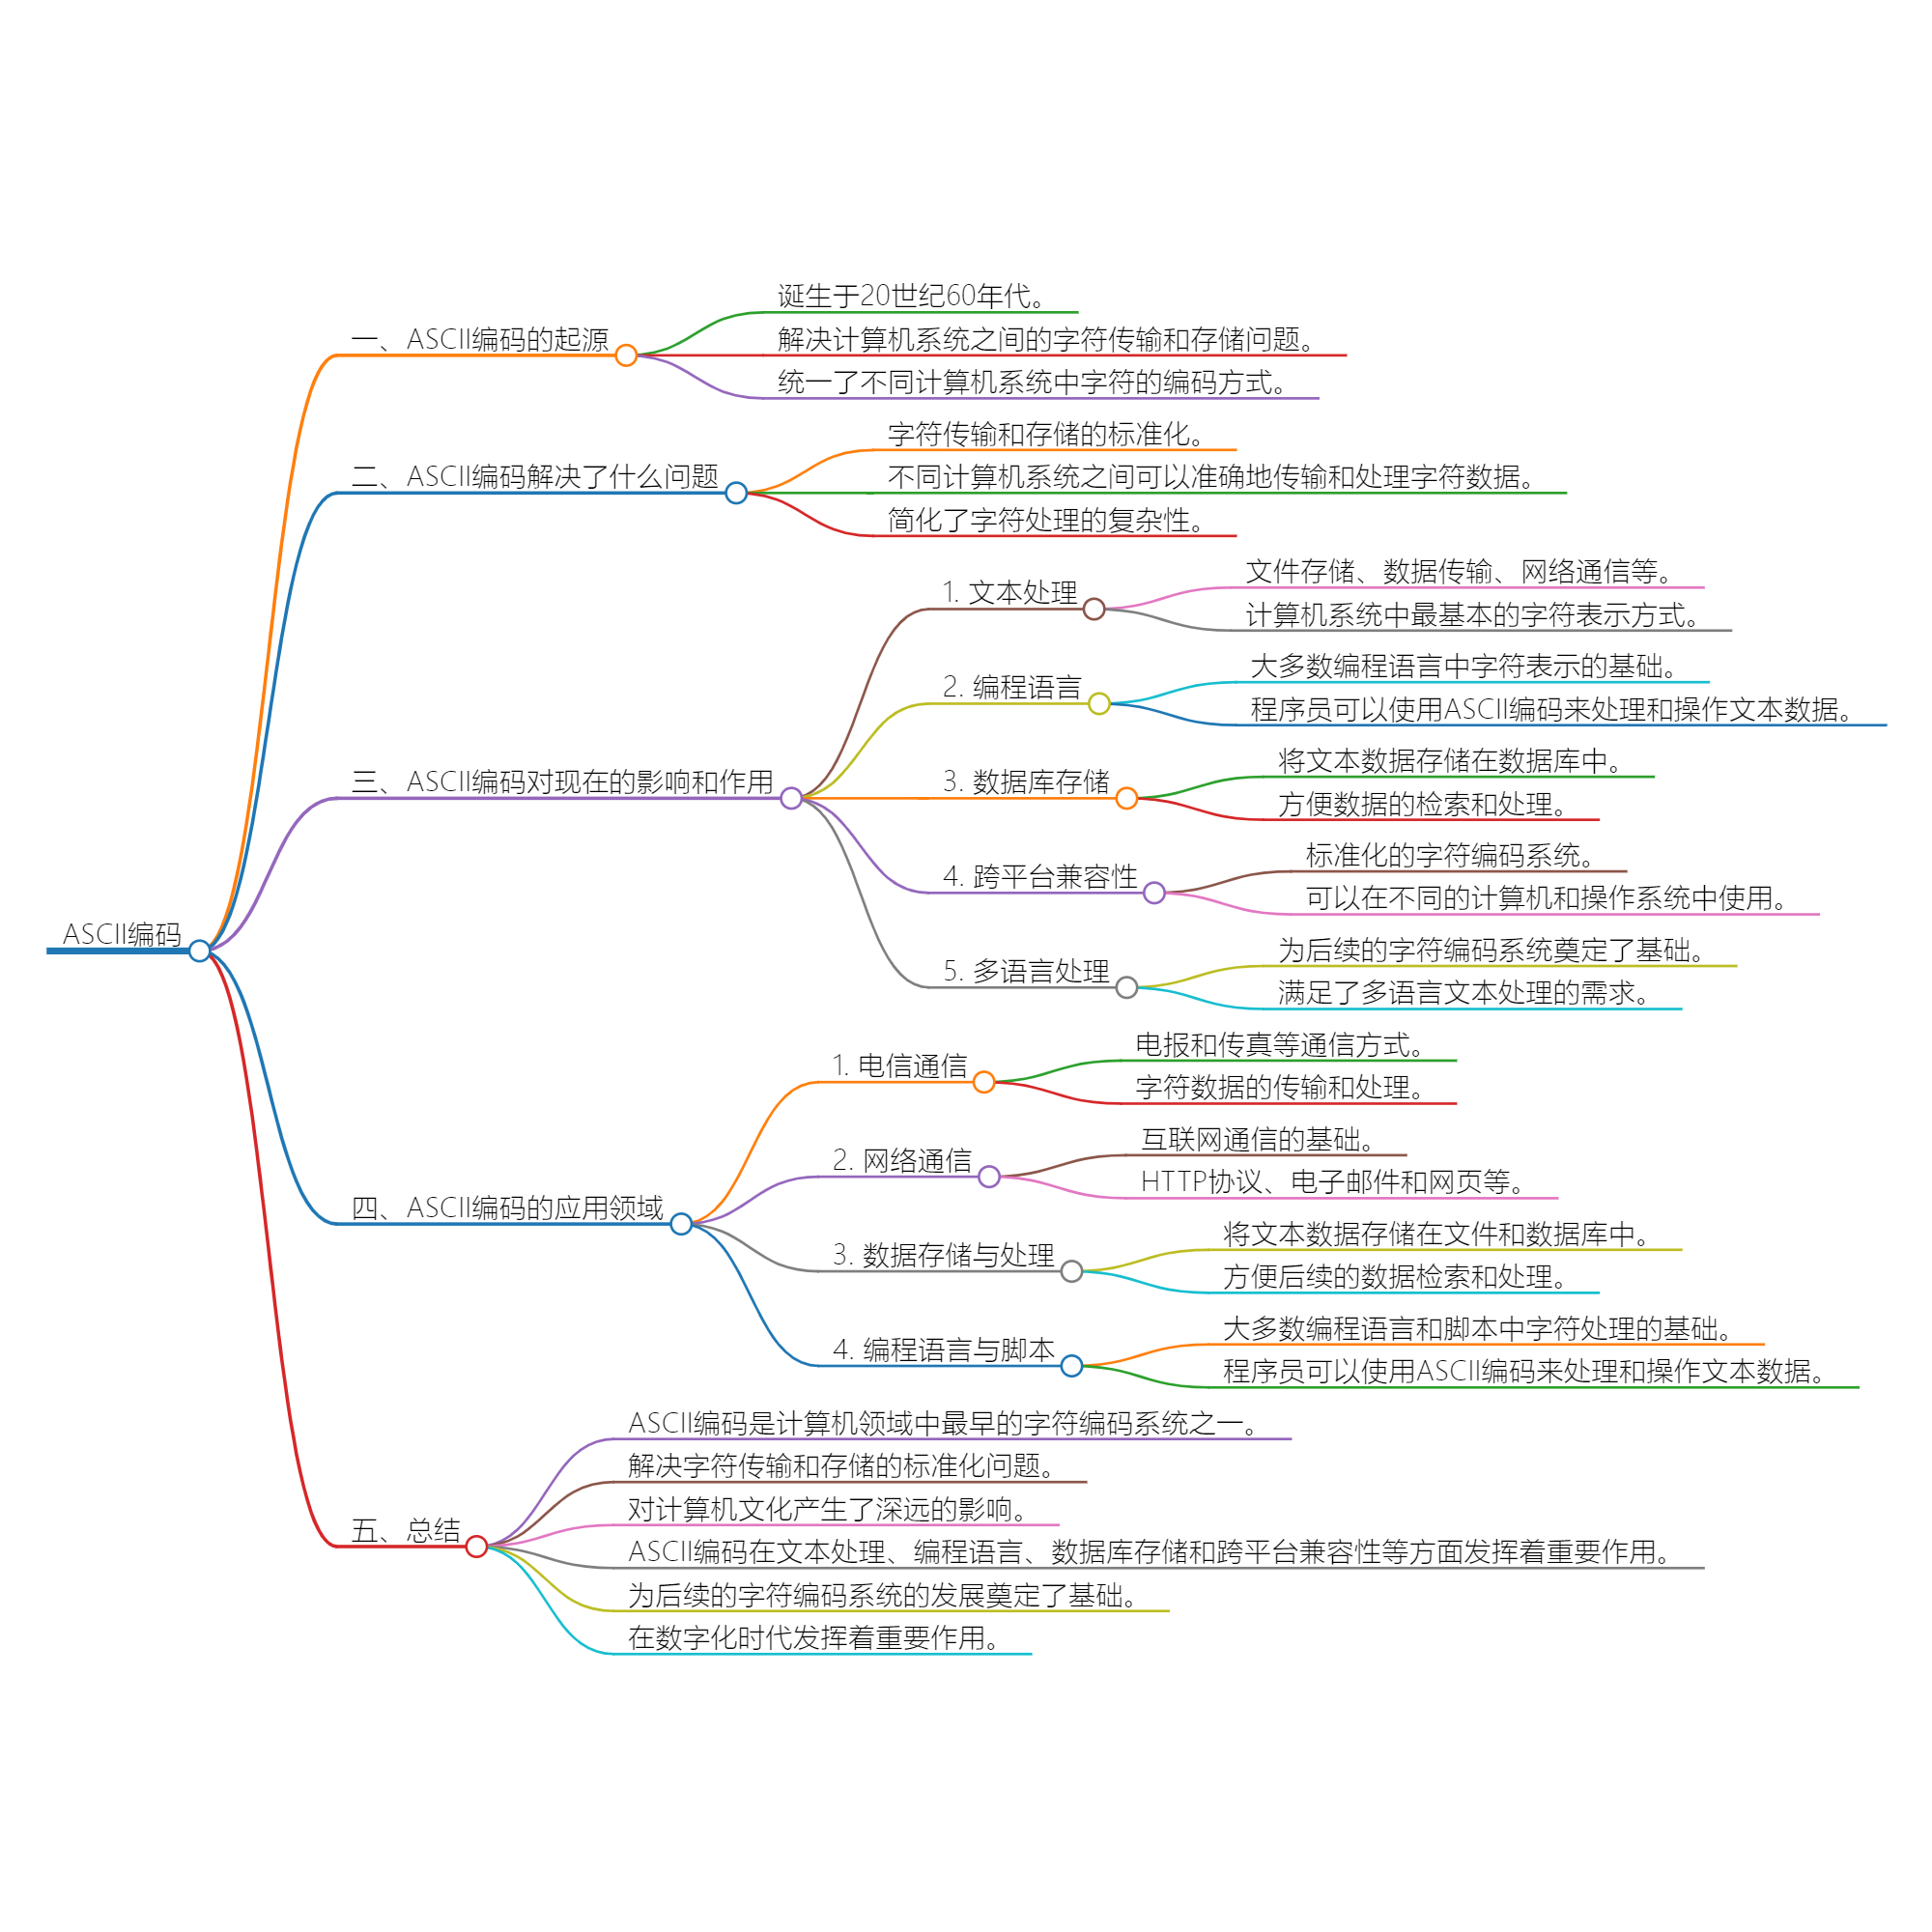 ASCII编码
一、ASCII编码的起源
诞生于20世纪60年代。
解决计算机系统之间的字符传输和存储问题。
统一了不同计算机系统中字符的编码方式。
二、ASCII编码解决了什么问题
字符传输和存储的标准化。
不同计算机系统之间可以准确地传输和处理字符数据。
简化了字符处理的复杂性。
三、ASCII编码对现在的影响和作用
1. 文本处理
文件存储、数据传输、网络通信等。
计算机系统中最基本的字符表示方式。
2. 编程语言
大多数编程语言中字符表示的基础。
程序员可以使用ASCII编码来处理和操作文本数据。
3. 数据库存储
将文本数据存储在数据库中。
方便数据的检索和处理。
4. 跨平台兼容性
标准化的字符编码系统。
可以在不同的计算机和操作系统中使用。
5. 多语言处理
为后续的字符编码系统奠定了基础。
满足了多语言文本处理的需求。
四、ASCII编码的应用领域
1. 电信通信
电报和传真等通信方式。
字符数据的传输和处理。
2. 网络通信
互联网通信的基础。
HTTP协议、电子邮件和网页等。
3. 数据存储与处理
将文本数据存储在文件和数据库中。
方便后续的数据检索和处理。
4. 编程语言与脚本
大多数编程语言和脚本中字符处理的基础。
程序员可以使用ASCII编码来处理和操作文本数据。
五、总结
ASCII编码是计算机领域中最早的字符编码系统之一。
解决字符传输和存储的标准化问题。
对计算机文化产生了深远的影响。
ASCII编码在文本处理、编程语言、数据库存储和跨平台兼容性等方面发挥着重要作用。
为后续的字符编码系统的发展奠定了基础。
在数字化时代发挥着重要作用。